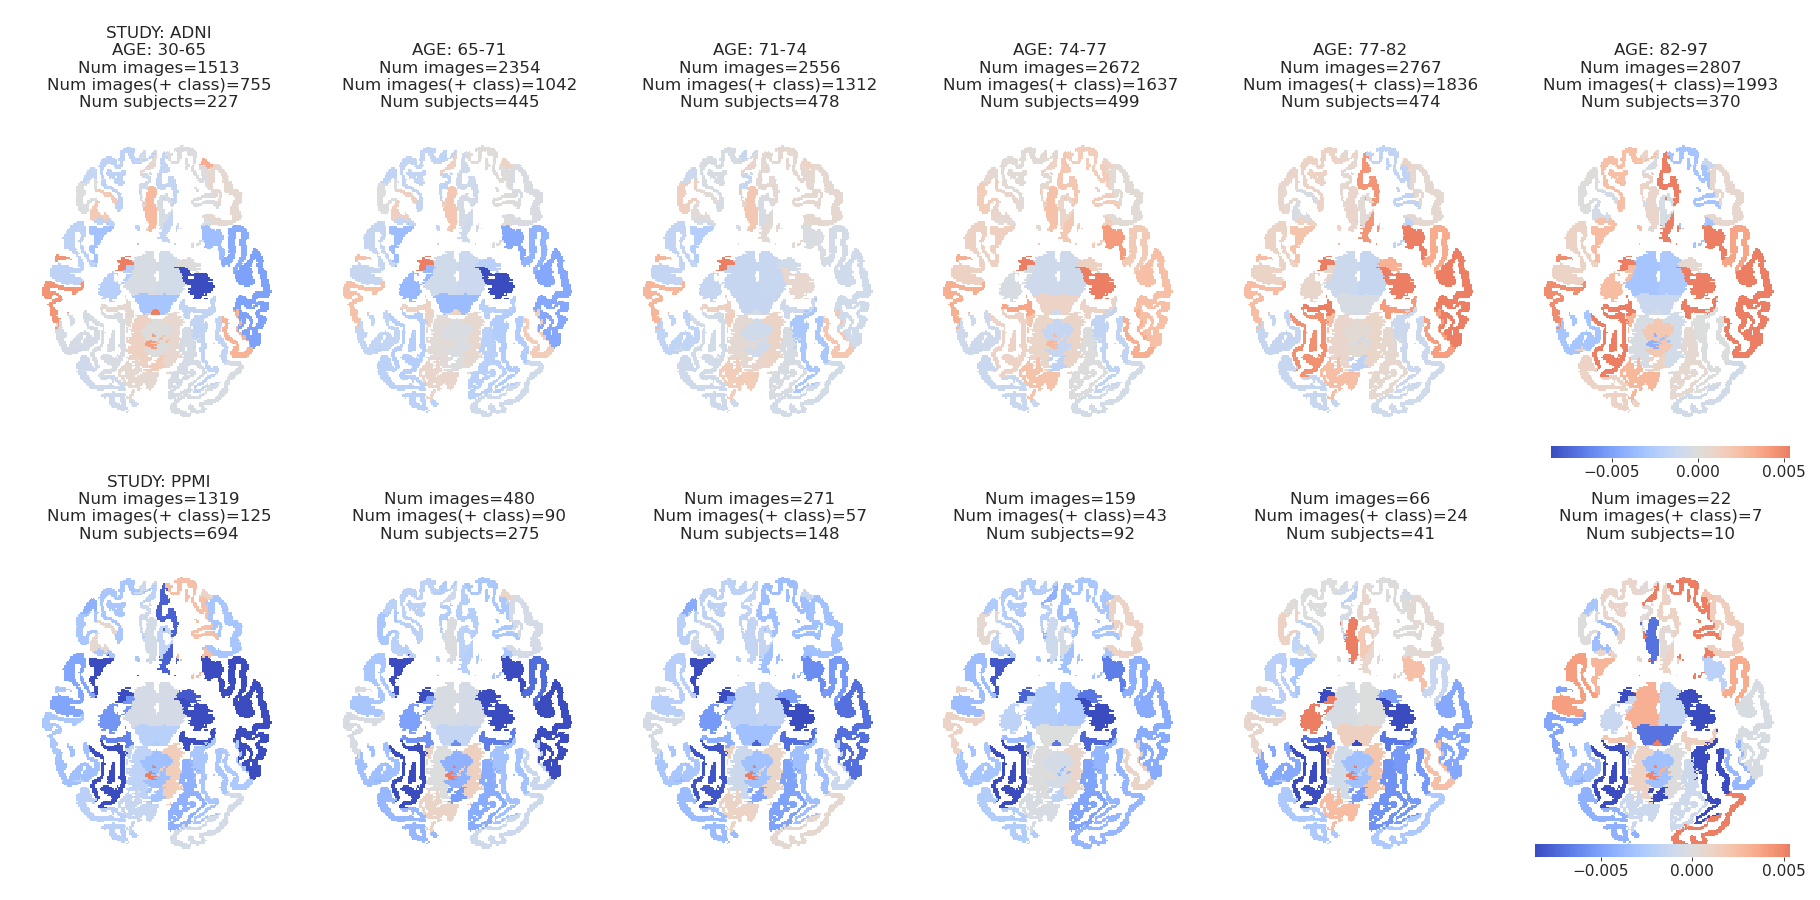 STUDY: ADNI
AGE: 30-65
Num images=1513
Num images(+ class)=755
Num subjects=227
AGE: 65-71
Num images=2354
Num images(+ class)=1042
Num subjects=445
AGE: 71-74
Num images=2556
Num images(+ class)=1312
Num subjects=478
AGE: 74-77
Num images=2672
Num images(+ class)=1637
Num subjects=499
AGE: 77-82
Num images=2767
Num images(+ class)=1836
Num subjects=474
AGE: 82-97
Num images=2807
Num images(+ class)=1993
Num subjects=370
−0.005 0.000 0.005
STUDY: PPMI
Num images=1319
Num images(+ class)=125
Num subjects=694
Num images=480
Num images(+ class)=90
Num subjects=275
Num images=271
Num images(+ class)=57
Num subjects=148
Num images=159
Num images(+ class)=43
Num subjects=92
Num images=66
Num images(+ class)=24
Num subjects=41
Num images=22
Num images(+ class)=7
Num subjects=10
−0.005 0.000 0.005